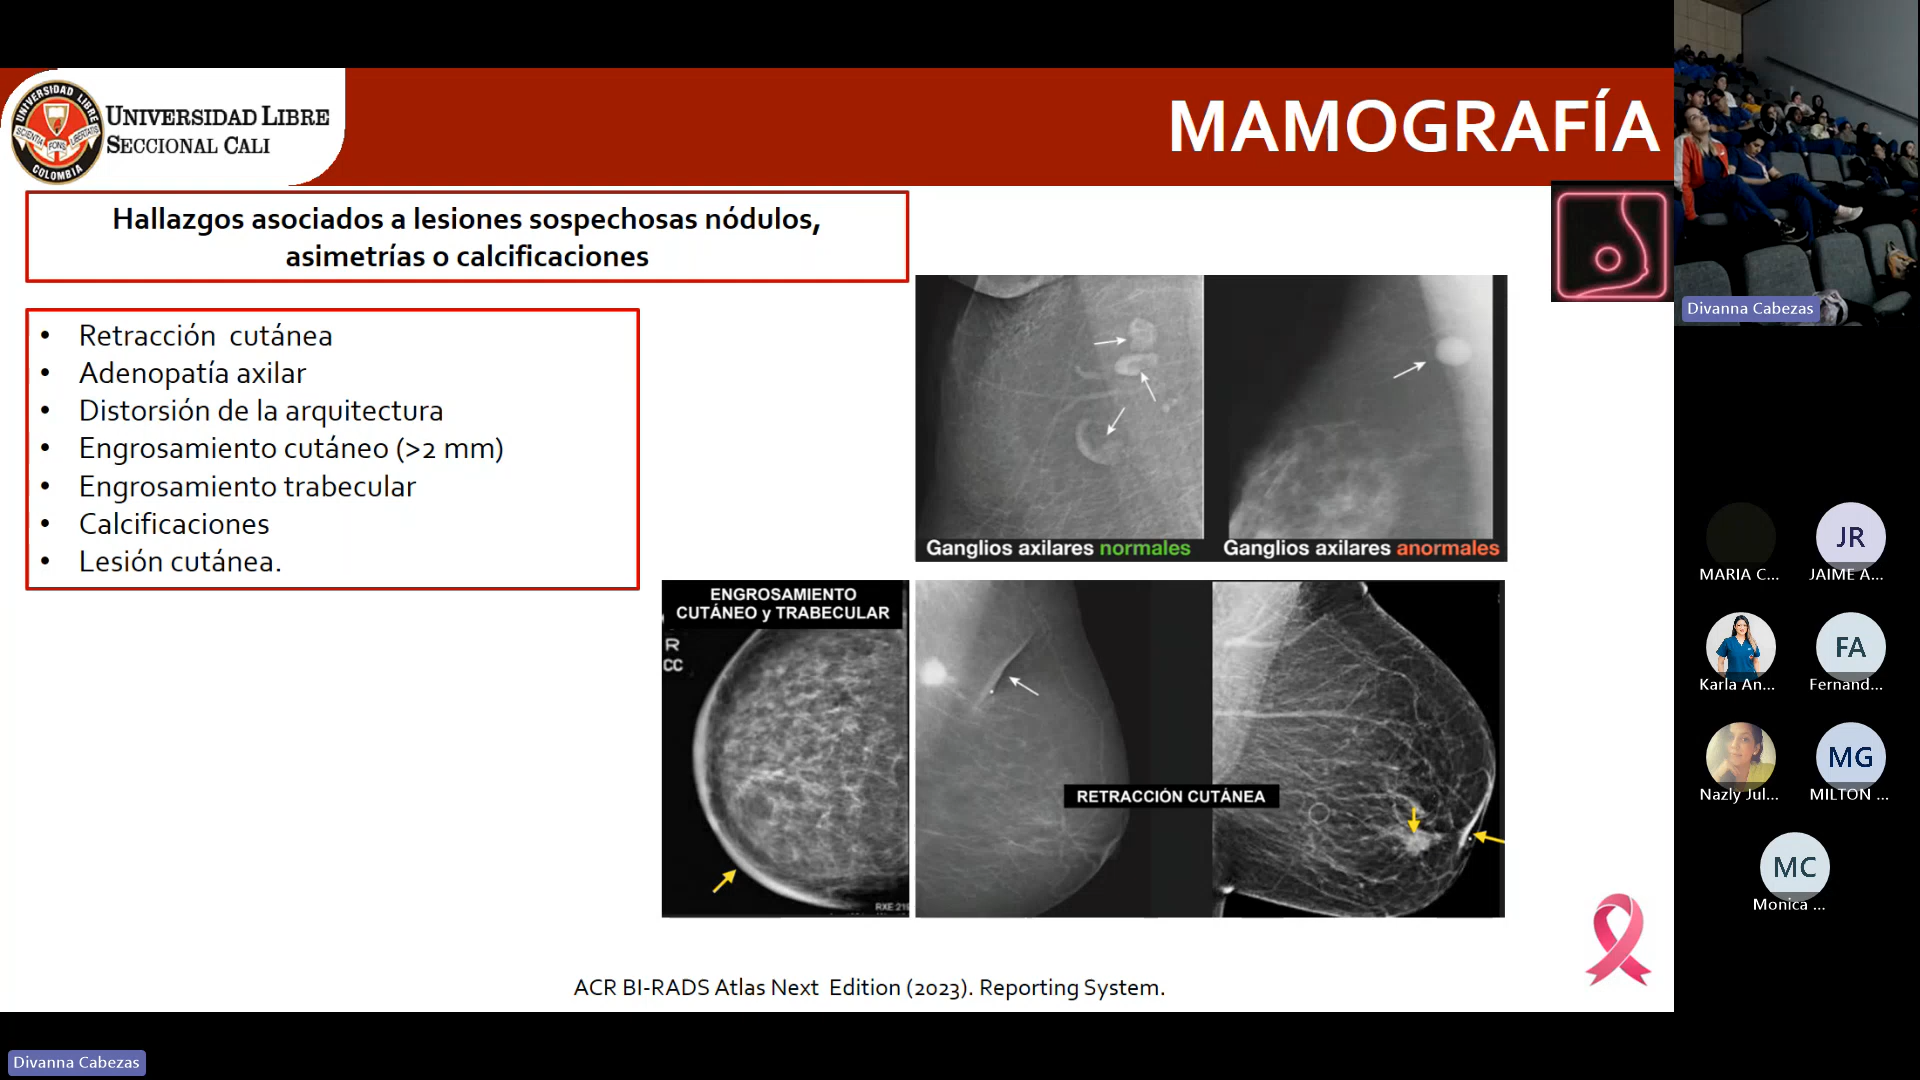 UNIVERSIDAD LIBRE
COLOMBIA
UNIVERSIDAD LIBRE
SECCIONAL CALI
MAMOGRAFÍA
Hallazgos asociados a lesiones sospechosas nódulos,
asimetrías o calcificaciones
• Retracción cutánea
• Adenopatía axilar
• Distorsión de la arquitectura
• Engrosamiento cutáneo (>2 mm)
• Engrosamiento trabecular
• Calcificaciones
• Lesión cutánea.
Ganglios axilares normales
Ganglios axilares anormales
ENGROSAMIENTO
CUTÁNEO y TRABECULAR
R
CC
RETRACCIÓN CUTÁNEA
ACR BI-RADS Atlas Next Edition (2023). Reporting System.
Divanna Cabezas
JR
MARIA C...
JAIME A...
FA
Karla An...
Fernand...
MG
Nazly Jul...
MILTON ...
MC
Monica ...
Divanna Cabezas